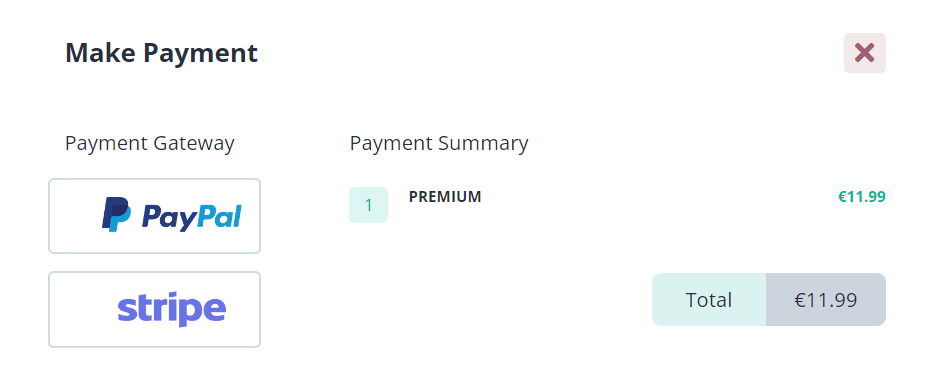 Make Payment
Payment Gateway
PayPal
stripe
Payment Summary
1 PREMIUM €11.99
Total €11.99